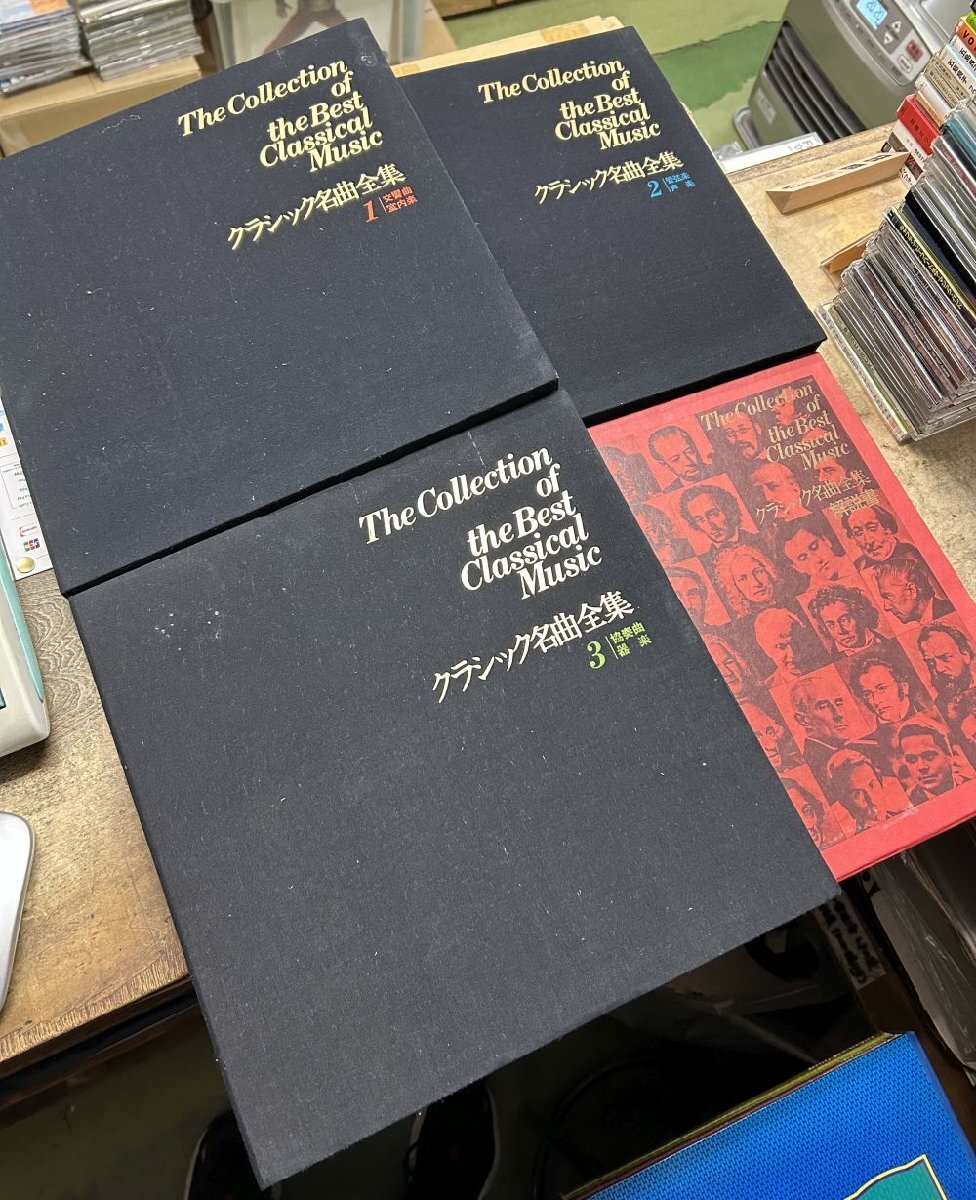 The Collection
of
the Best
Classical
Music
クラシック名曲全集
1
交響曲
室内楽
The Collection
of
the Best
Classical
Music
クラシック名曲全集
2
管弦楽
声楽
The Collection
of
the Best
Classical
Music
クラシック名曲全集
3
協奏曲
器楽
The Collection
of
the Best
Classical
Music
クラシック名曲全集
解説書
JCB